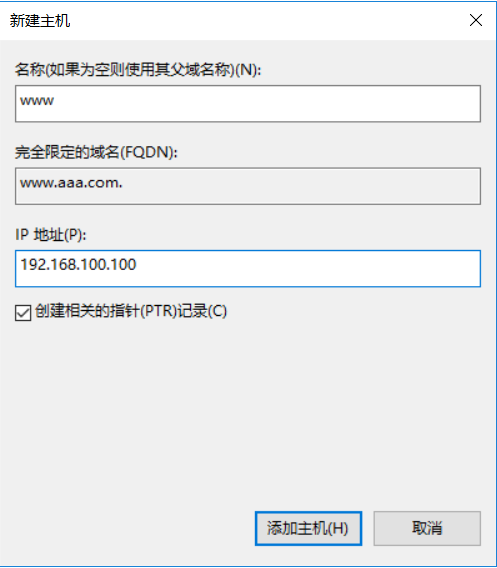 新建主机
名称(如果为空则使用其父域名称)(N):
www
完全限定的域名(FQDN):
www.aaa.com.
IP 地址(P):
192.168.100.100
创建相关的指针(PTR)记录(C)
添加主机(H)
取消